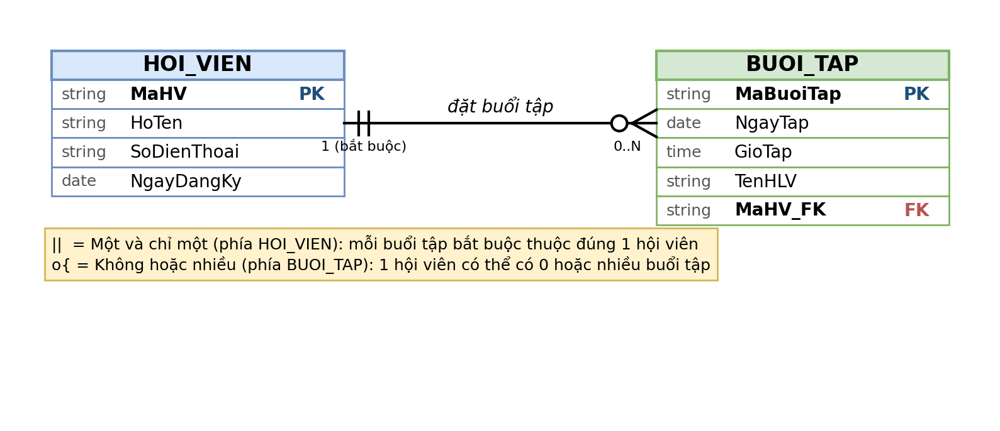 HOI_VIEN
string MaHV PK
string HoTen
string SoDienThoai
date NgayDangKy
đặt buổi tập
1 (bắt buộc)
0..N
BUOI_TAP
string MaBuoiTap PK
date NgayTap
time GioTap
string TenHLV
string MaHV_FK FK
|| = Một và chỉ một (phía HOI_VIEN): mỗi buổi tập bắt buộc thuộc đúng 1 hội viên
o{ = Không hoặc nhiều (phía BUOI_TAP): 1 hội viên có thể có 0 hoặc nhiều buổi tập